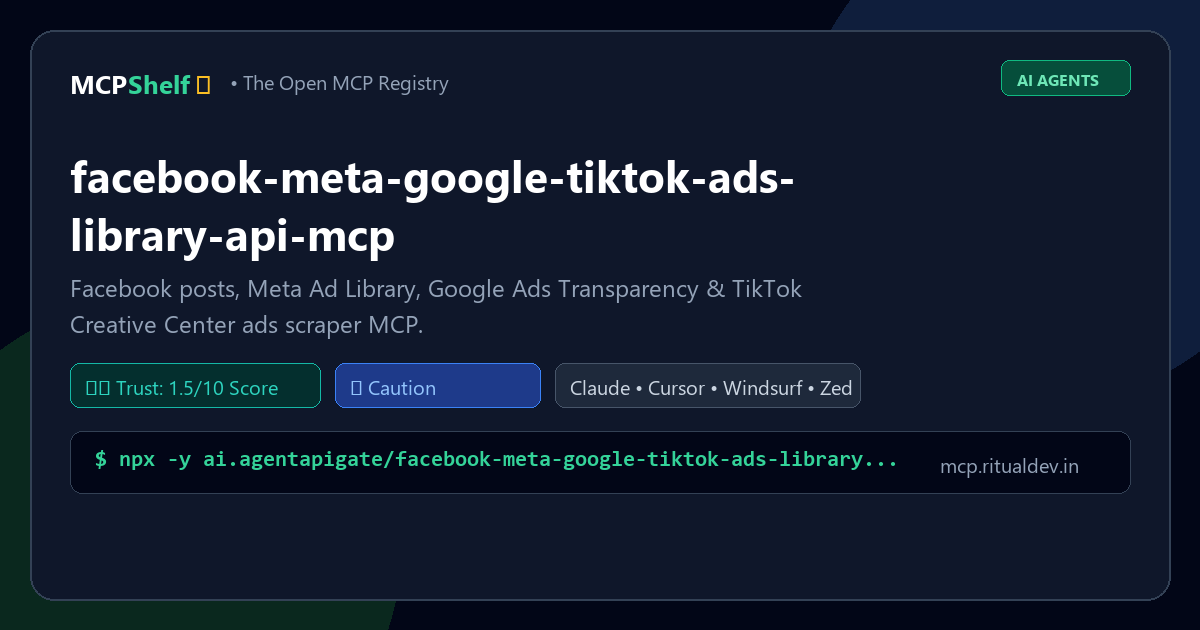 MCPShelf • The Open MCP Registry
AI AGENTS
facebook-meta-google-tiktok-ads-
library-api-mcp
Facebook posts, Meta Ad Library, Google Ads Transparency & TikTok
Creative Center ads scraper MCP.
Trust: 1.5/10 Score
Caution
Claude • Cursor • Windsurf • Zed
$ npx -y ai.agentapigate/facebook-meta-google-tiktok-ads-library...
mcp.ritualdev.in